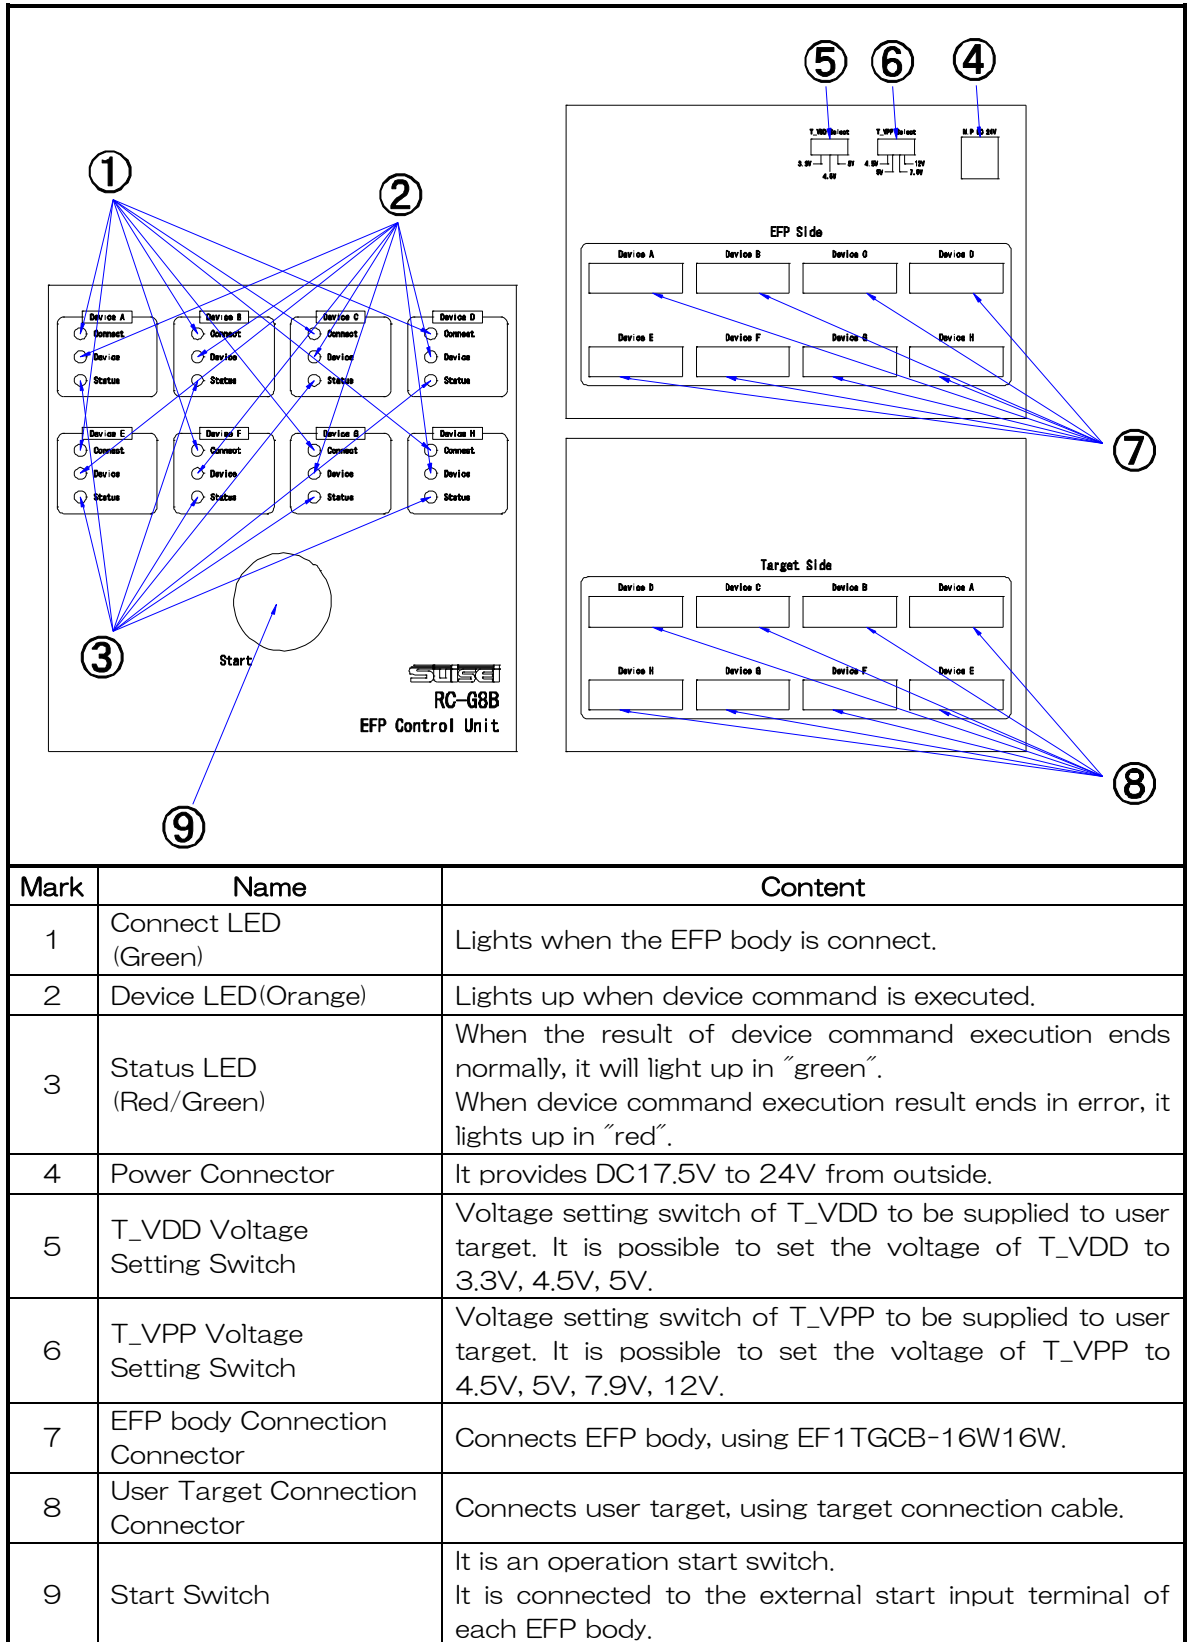 ⑤ ⑥ ④
① ②
T_VDD Select T_VPP Select
3.3V 5V 4.5V 12V
4.5V 5V 7.9V
EFP Side
Device A Device B Device C Device D
Device E Device F Device G Device H
⑦
Device A Device B Device C Device D
Connect Connect Connect Connect
Device Device Device Device
Status Status Status Status
Device E Device F Device G Device H
Connect Connect Connect Connect
Device Device Device Device
Status Status Status Status
③
Start
SUISEI
RC-G8B
EFP Control Unit
⑨
Target Side
Device D Device C Device B Device A
Device H Device G Device F Device E
⑧
Mark Name Content
1 Connect LED
(Green)
Lights when the EFP body is connect.
2 Device LED(Orange) Lights up when device command is executed.
3 Status LED
(Red/Green)
When the result of device command execution ends
normally, it will light up in "green".
When device command execution result ends in error, it
lights up in "red".
4 Power Connector It provides DC17.5V to 24V from outside.
5 T_VDD Voltage
Setting Switch
Voltage setting switch of T_VDD to be supplied to user
target. It is possible to set the voltage of T_VDD to
3.3V, 4.5V, 5V.
6 T_VPP Voltage
Setting Switch
Voltage setting switch of T_VPP to be supplied to user
target. It is possible to set the voltage of T_VPP to
4.5V, 5V, 7.9V, 12V.
7 EFP body Connection
Connector
Connects EFP body, using EF1TGCB-16W16W.
8 User Target Connection
Connector
Connects user target, using target connection cable.
9 Start Switch
It is an operation start switch.
It is connected to the external start input terminal of
each EFP body.